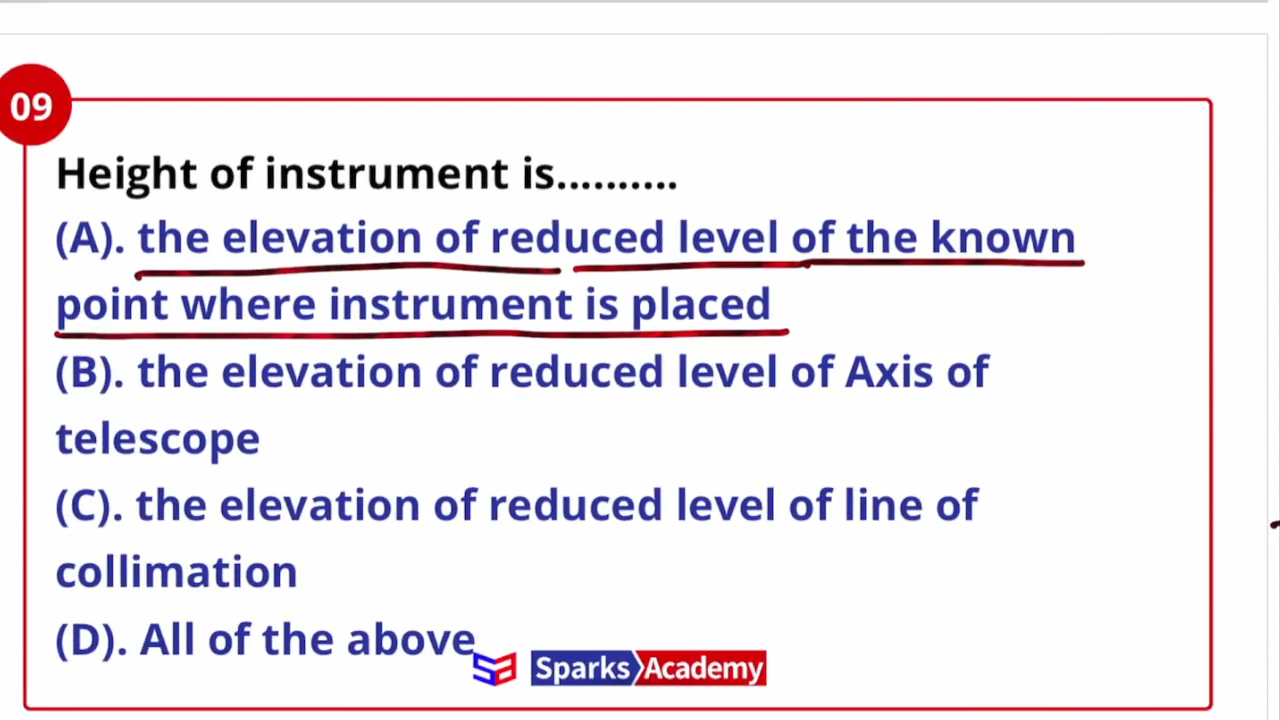 09
Height of instrument is..........
(A). the elevation of reduced level of the known
point where instrument is placed
(B). the elevation of reduced level of Axis of
telescope
(C). the elevation of reduced level of line of
collimation
(D). All of the above
Sparks Academy